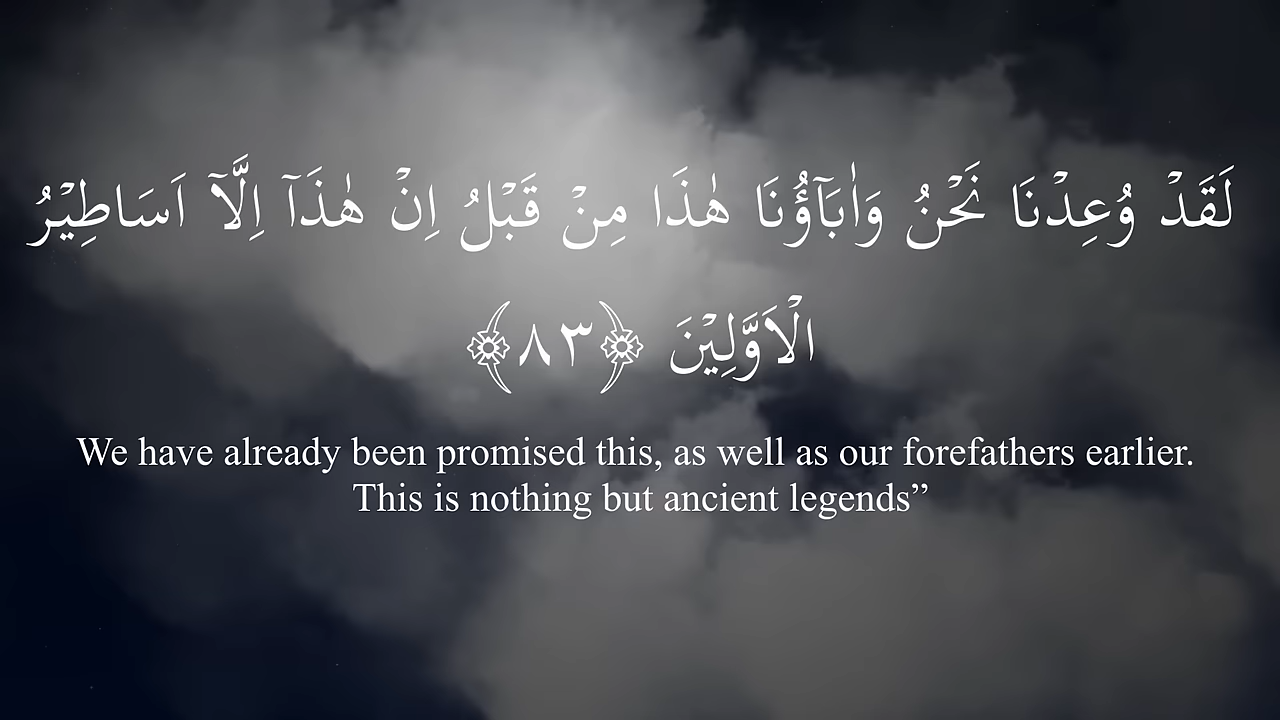 لَقَدْ وُعِدْنَا نَحْنُ وَاٰبَآؤُنَا هٰذَا مِنْ قَبْلُ اِنْ هٰذَآ اِلَّآ اَسَاطِيْرُ
الْاَوَّلِيْنَ ﴿٨٣﴾
We have already been promised this, as well as our forefathers earlier.
This is nothing but ancient legends”